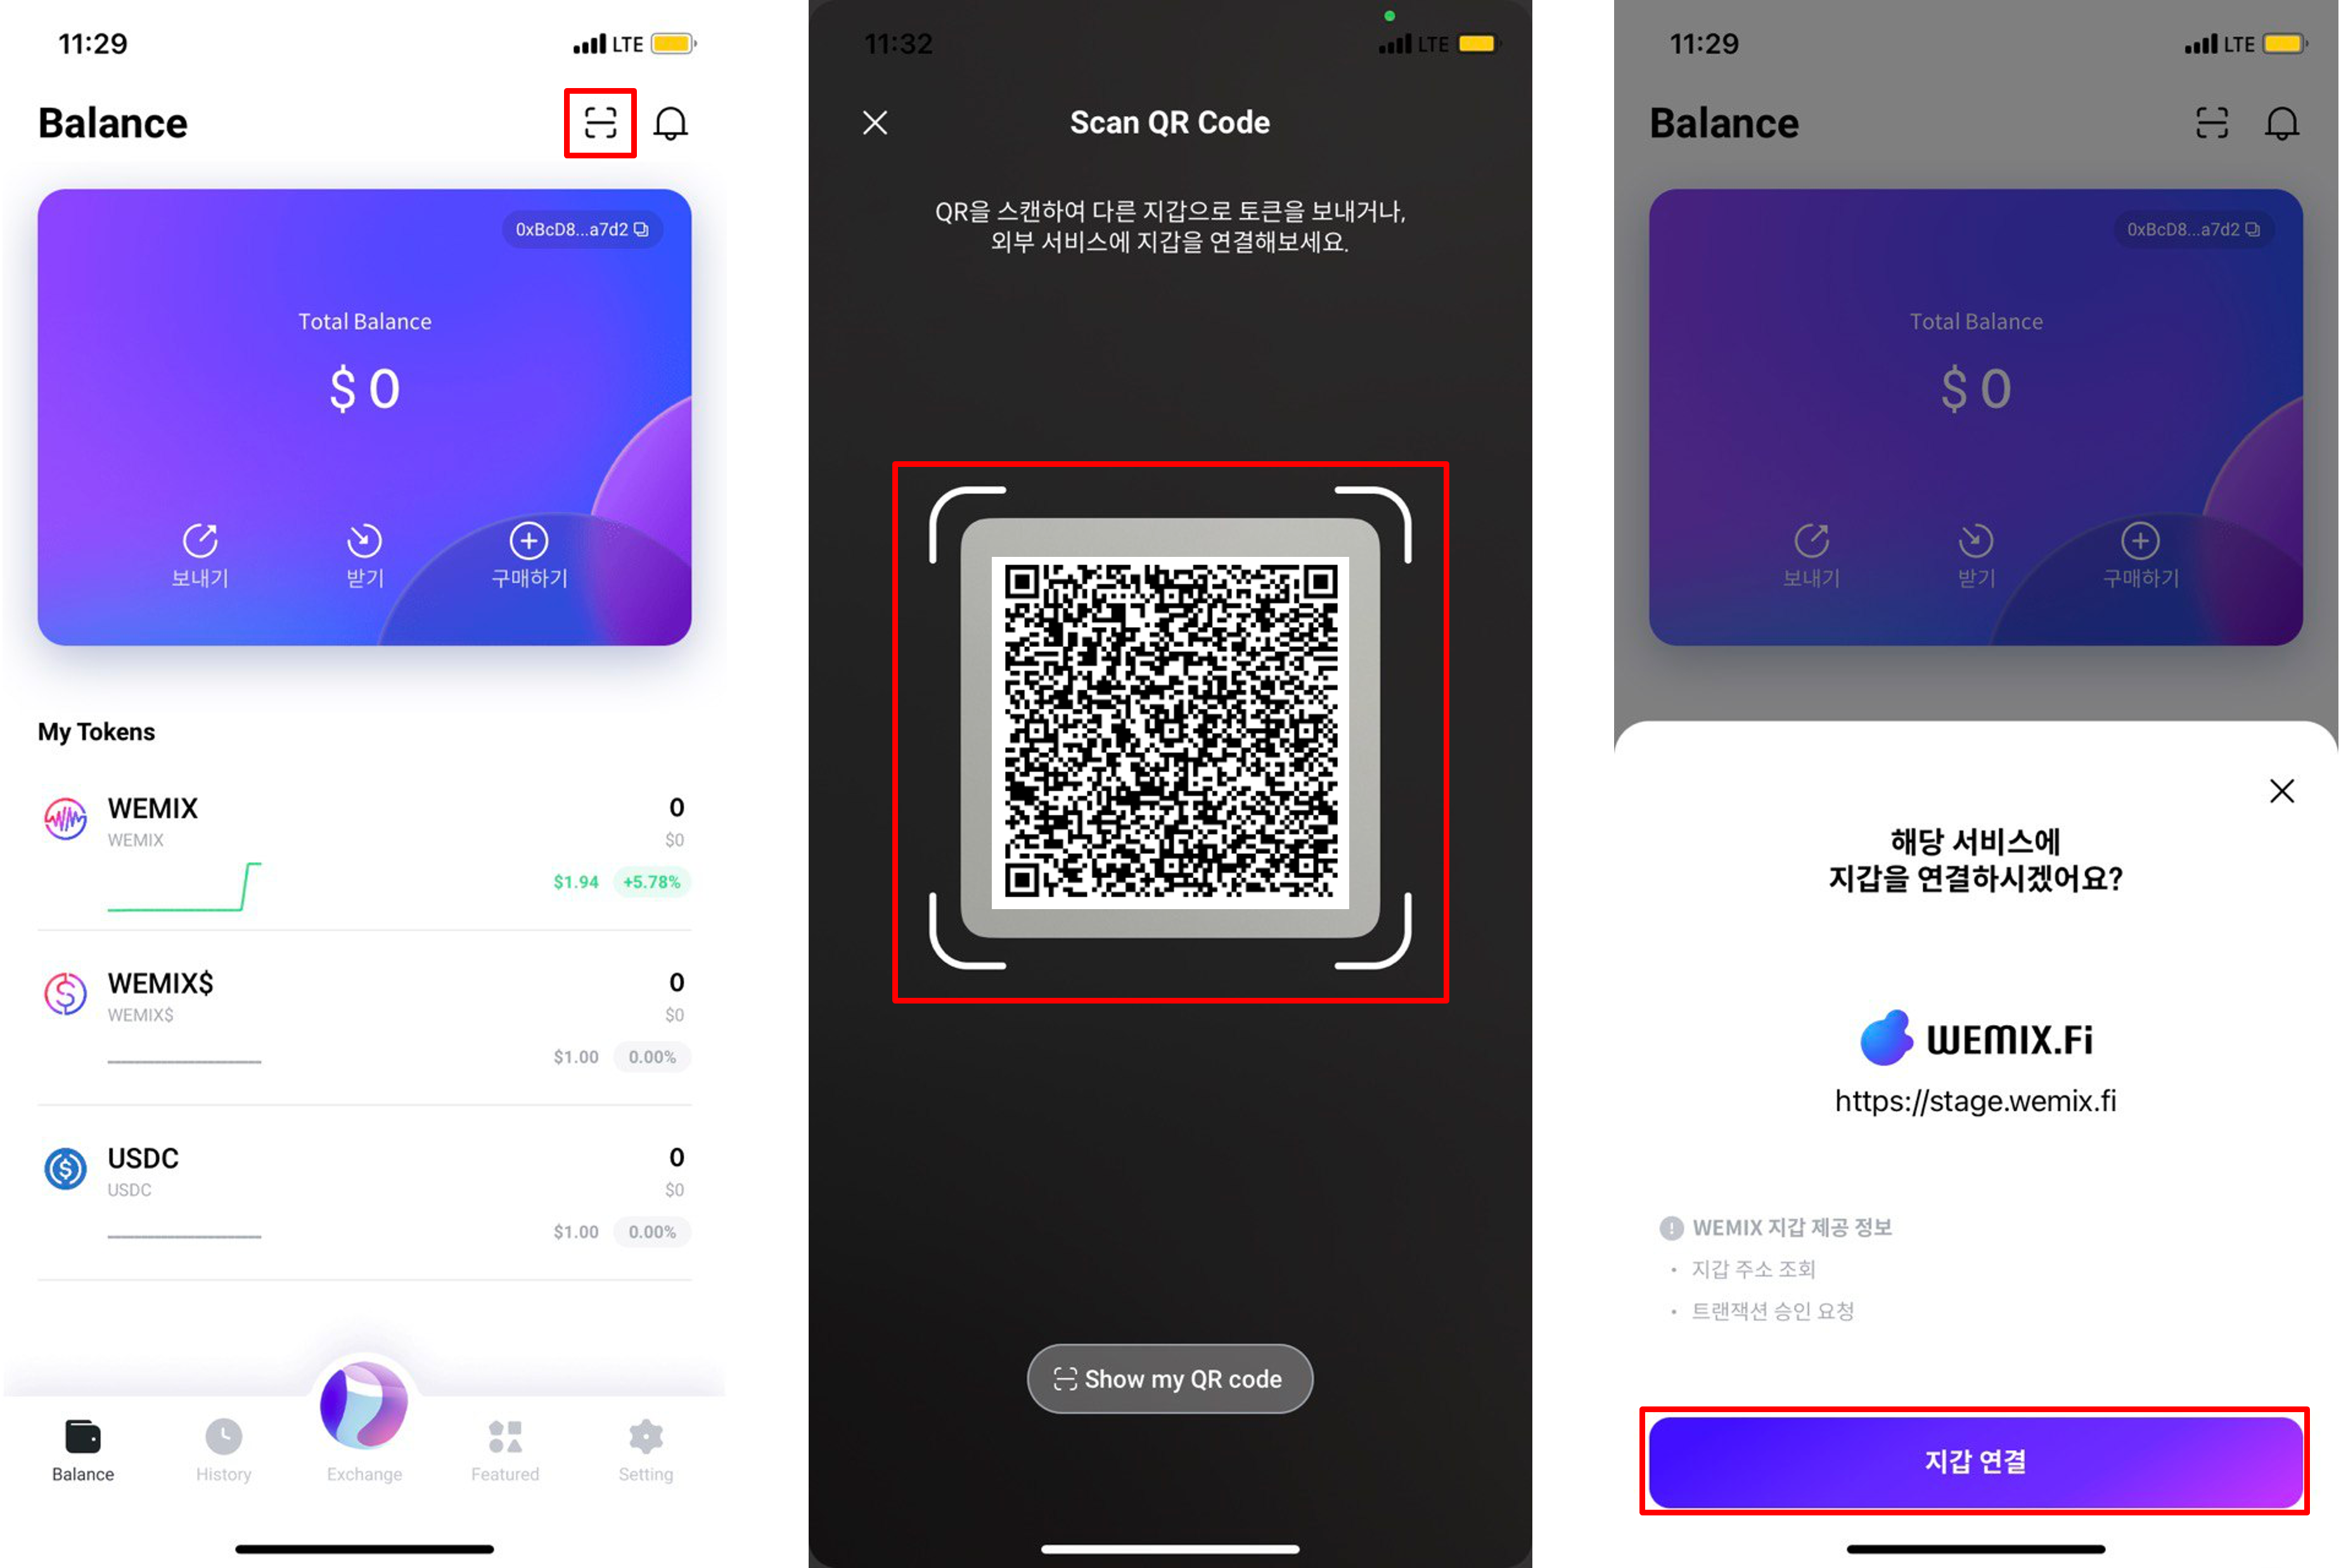 11:29
LTE
Balance
0xBcD8...a7d2
Total Balance
$ 0
보내기
받기
구매하기
My Tokens
WEMIX
0
WEMIX
$0
$1.94
+5.78%
WEMIX$
0
WEMIX$
$0
$1.00
0.00%
USDC
0
USDC
$0
$1.00
0.00%
Balance
History
Exchange
Featured
Setting
11:32
LTE
Scan QR Code
QR을 스캔하여 다른 지갑으로 토큰을 보내거나,
외부 서비스에 지갑을 연결해보세요.
Show my QR code
11:29
LTE
Balance
0xBcD8...a7d2
Total Balance
$ 0
보내기
받기
구매하기
해당 서비스에
지갑을 연결하시겠어요?
WEMIX.Fi
https://stage.wemix.fi
WEMIX 지갑 제공 정보
• 지갑 주소 조회
• 트랜잭션 승인 요청
지갑 연결